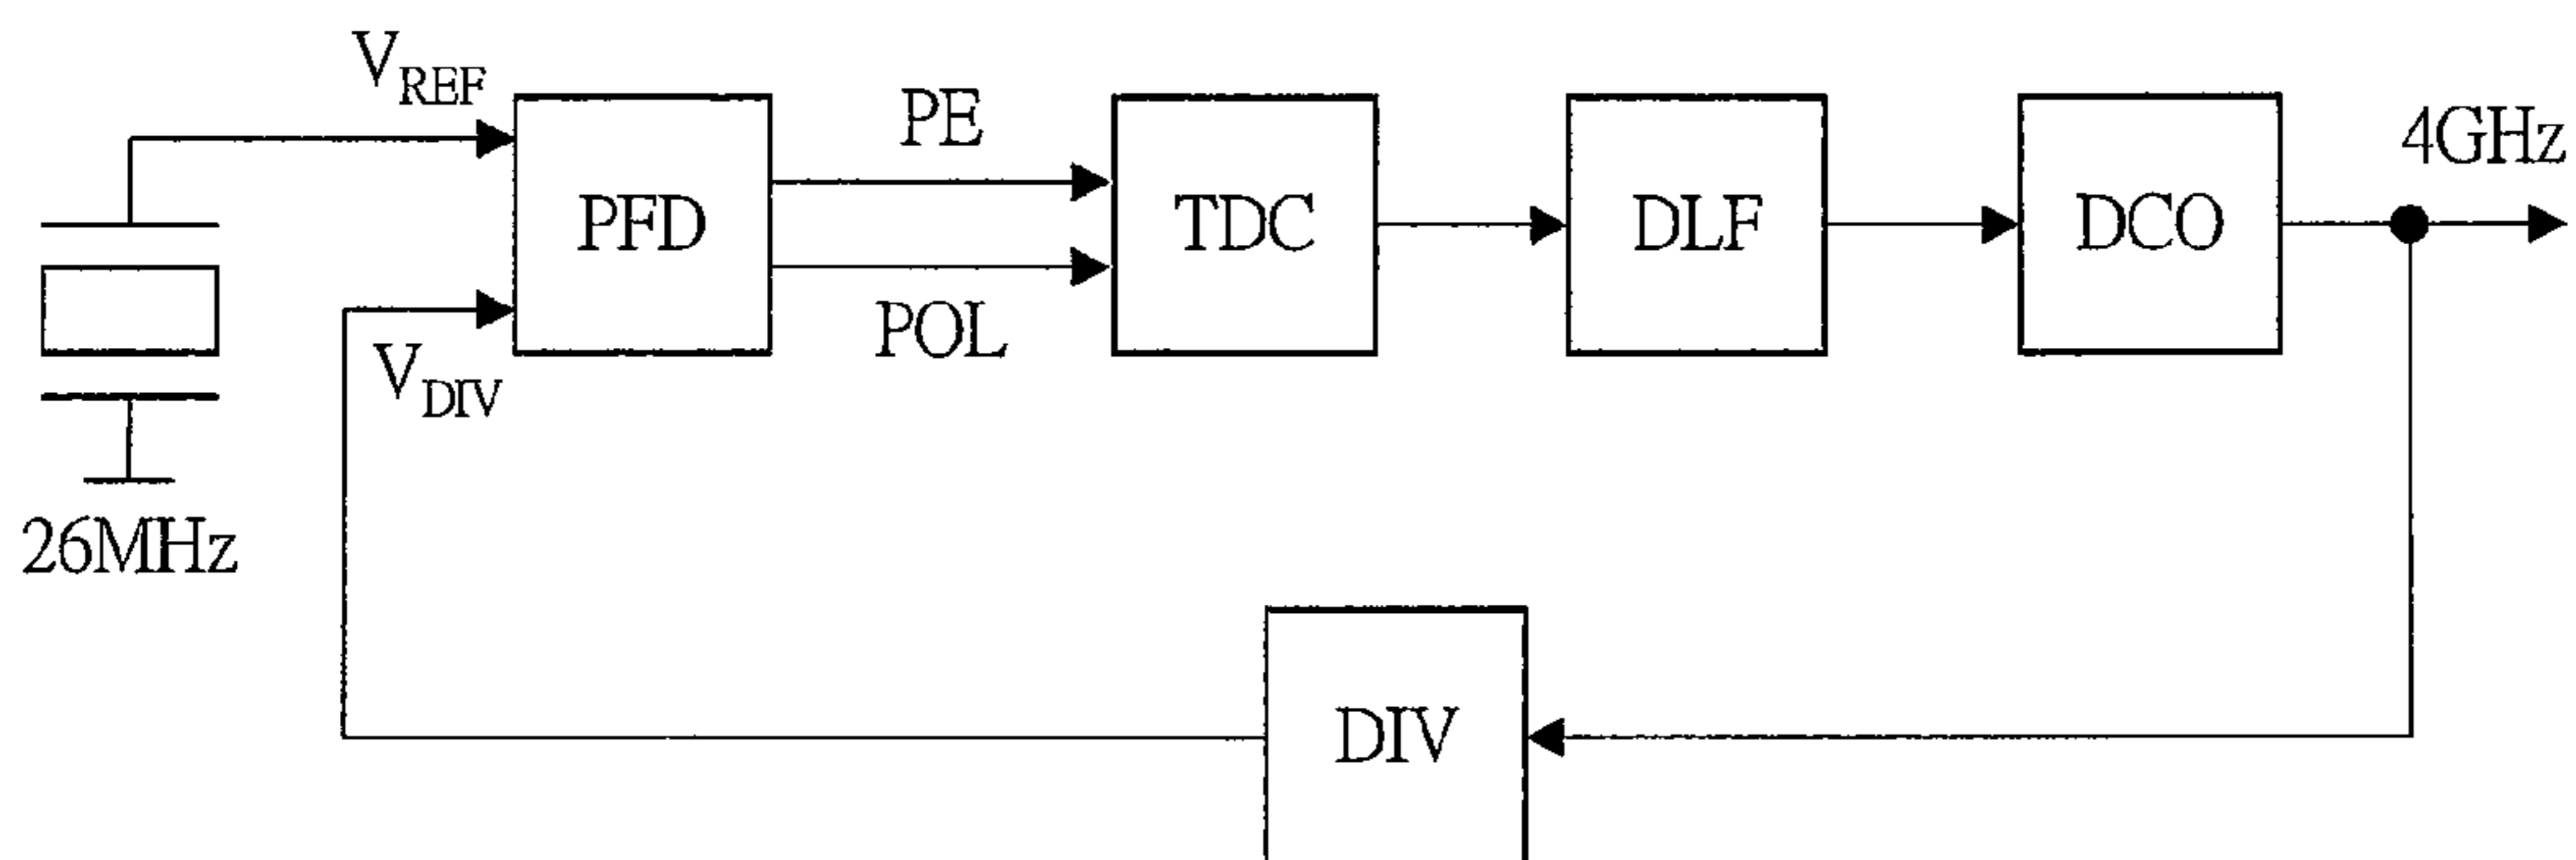 V_REF
PE
4GHz
PFD
TDC
DLF
DCO
POL
V_DIV
26MHz
DIV